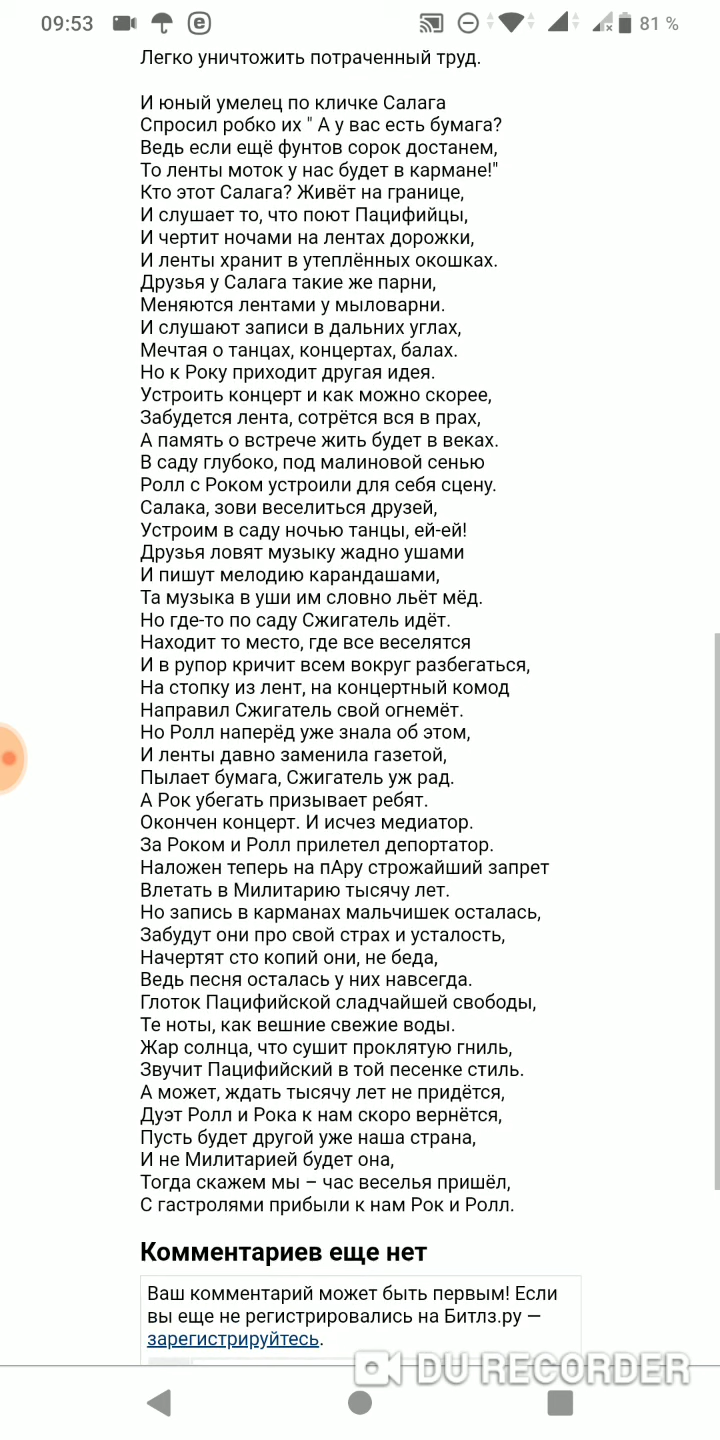 09:53
81 %
Легко уничтожить потраченный труд.
И юный умелец по кличке Салага
Спросил робко их " А у вас есть бумага?
Ведь если ещё фунтов сорок достанем,
То ленты моток у нас будет в кармане!"
Кто этот Салага? Живёт на границе,
И слушает то, что поют Пацифийцы,
И чертит ночами на лентах дорожки,
И ленты хранит в утеплённых окошках.
Друзья у Салага такие же парни,
Меняются лентами у мыловарни.
И слушают записи в дальних углах,
Мечтая о танцах, концертах, балах.
Но к Року приходит другая идея.
Устроить концерт и как можно скорее,
Забудется лента, сотрётся вся в прах,
А память о встрече жить будет в веках.
В саду глубоко, под малиновой сенью
Ролл с Роком устроили для себя сцену.
Салака, зови веселиться друзей,
Устроим в саду ночью танцы, ей-ей!
Друзья ловят музыку жадно ушами
И пишут мелодию карандашами,
Та музыка в уши им словно льёт мёд.
Но где-то по саду Сжигатель идёт.
Находит то место, где все веселятся
И в рупор кричит всем вокруг разбегаться,
На стопку из лент, на концертный комод
Направил Сжигатель свой огнемёт.
Но Ролл наперёд уже знала об этом,
И ленты давно заменила газетой,
Пылает бумага, Сжигатель уж рад.
А Рок убегать призывает ребят.
Окончен концерт. И исчез медиатор.
За Роком и Ролл прилетел депортатор.
Наложен теперь на пАру строжайший запрет
Влетать в Милитарию тысячу лет.
Но запись в карманах мальчишек осталась,
Забудут они про свой страх и усталость,
Начертят сто копий они, не беда,
Ведь песня осталась у них навсегда.
Глоток Пацифийской сладчайшей свободы,
Те ноты, как вешние свежие воды.
Жар солнца, что сушит проклятую гниль,
Звучит Пацифийский в той песенке стиль.
А может, ждать тысячу лет не придётся,
Дуэт Ролл и Рока к нам скоро вернётся,
Пусть будет другой уже наша страна,
И не Милитарией будет она,
Тогда скажем мы – час веселья пришёл,
С гастролями прибыли к нам Рок и Ролл.
Комментариев еще нет
Ваш комментарий может быть первым! Если
вы еще не регистрировались на Битлз.ру —
зарегистрируйтесь.
DU RECORDER